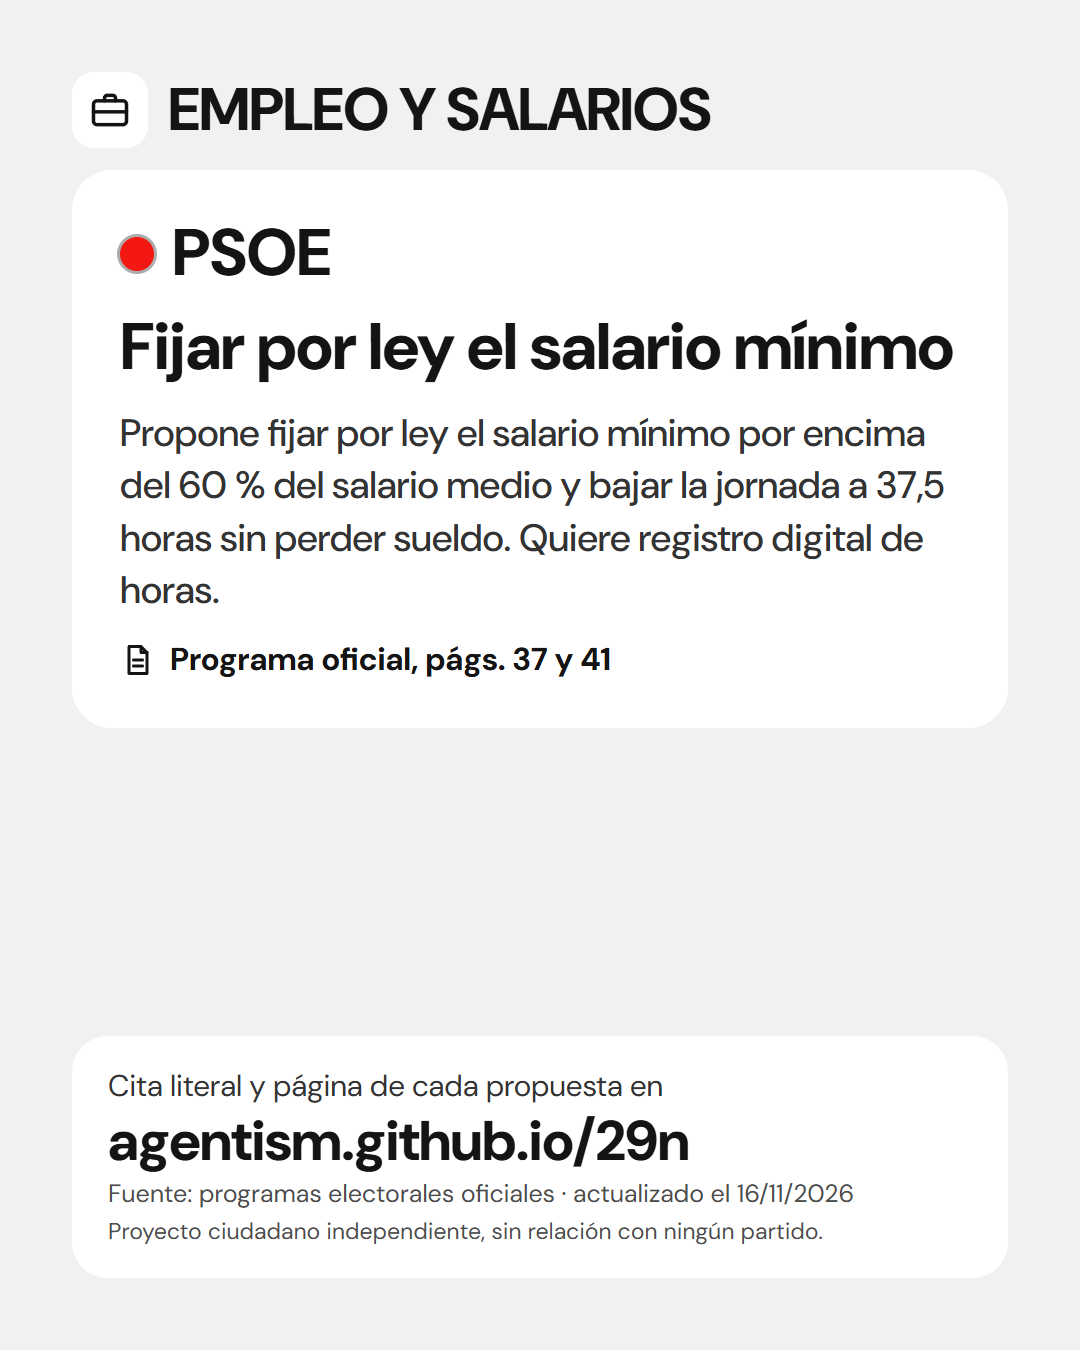 EMPLEO Y SALARIOS
PSOE
Fijar por ley el salario mínimo
Propone fijar por ley el salario mínimo por encima
del 60 % del salario medio y bajar la jornada a 37,5
horas sin perder sueldo. Quiere registro digital de
horas.
Programa oficial, págs. 37 y 41
Cita literal y página de cada propuesta en
agentism.github.io/29n
Fuente: programas electorales oficiales · actualizado el 16/11/2026
Proyecto ciudadano independiente, sin relación con ningún partido.